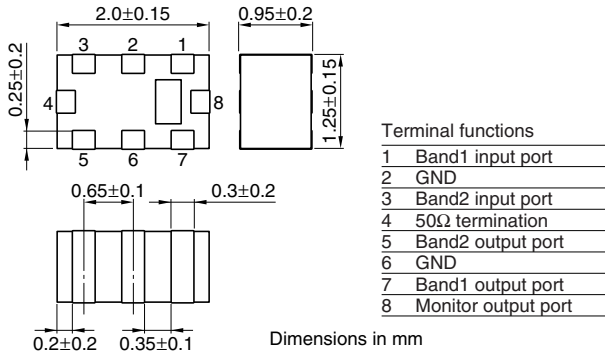 2.0±0.15
0.95±0.2
3 2 1
0.25±0.2
4
8
1.25±0.15
5 6 7
0.65±0.1
0.3±0.2
0.2±0.2
0.35±0.1
Dimensions in mm
Terminal functions
1 Band1 input port
2 GND
3 Band2 input port
4 50Ω termination
5 Band2 output port
6 GND
7 Band1 output port
8 Monitor output port